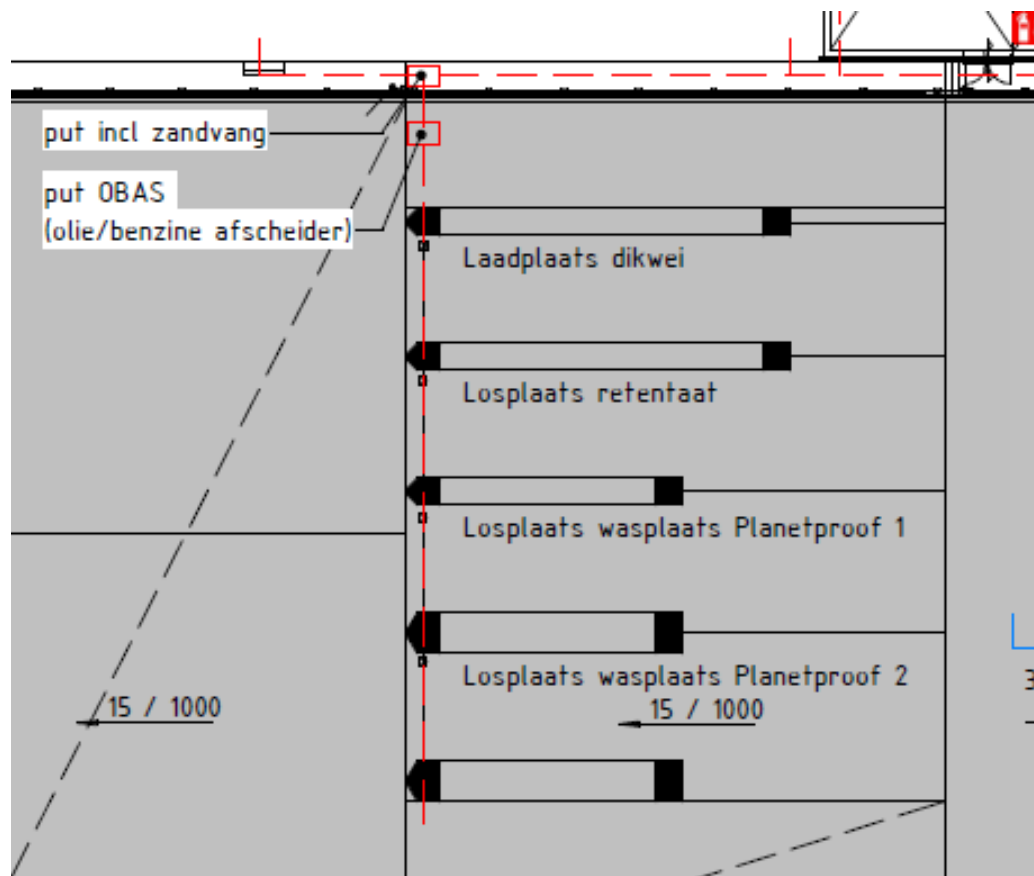 put incl zandvang
put OBAS
(olie/benzine afscheider)
Laadplaats dikwei
Losplaats retentaat
Losplaats wasplaats Planetproof 1
Losplaats wasplaats Planetproof 2
15 / 1000
15 / 1000
3